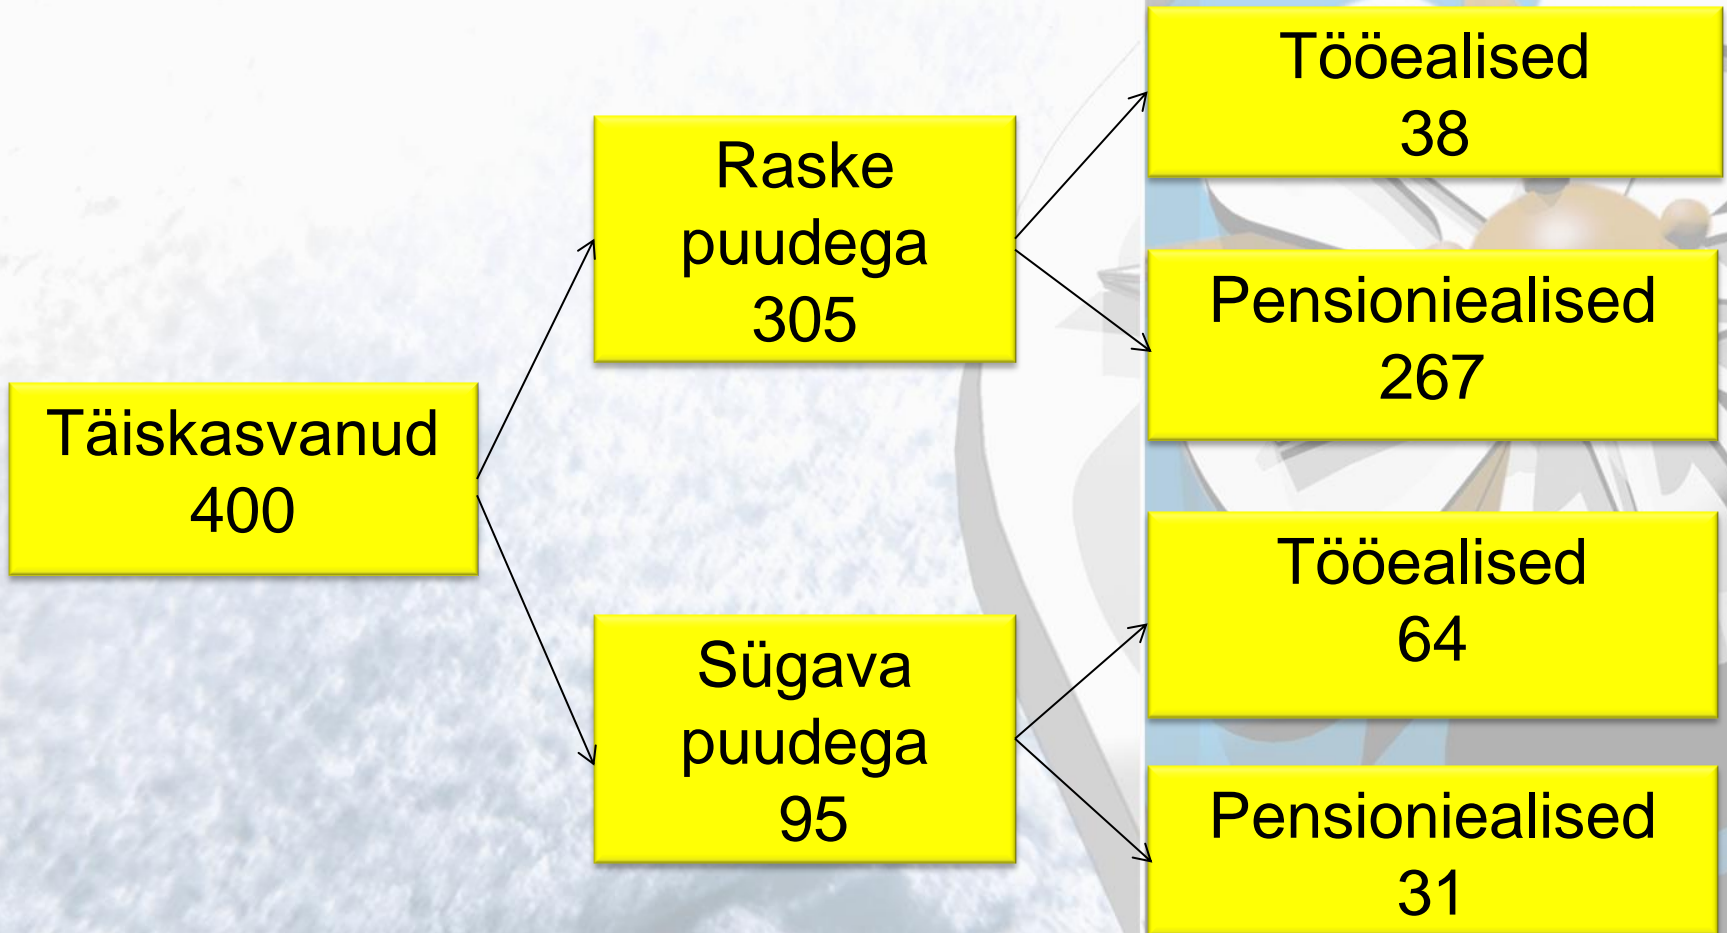 Täiskasvanud
400
Raske
puudega
305
Tööealised
38
Pensioniealised
267
Sügava
puudega
95
Tööealised
64
Pensioniealised
31